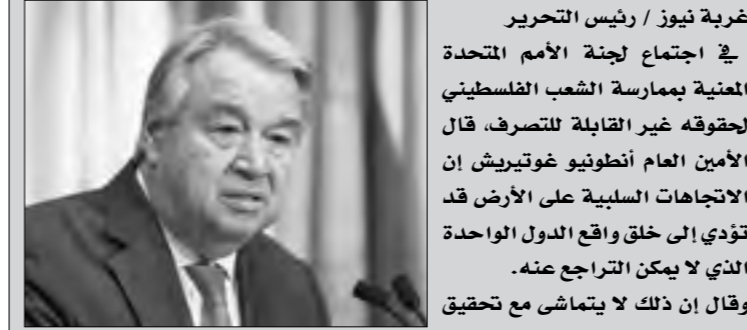 غربة نيوز / رئيس التحرير
في اجتماع لجنة الأمم المتحدة
المعنية بممارسة الشعب الفلسطيني
لحقوقه غير القابلة للتصرف، قال
الأمين العام أنطونيو غوتيريش إن
الاتجاهات السلبية على الأرض قد
تؤدي إلى خلق واقع الدول الواحدة
الذي لا يمكن التراجع عنه.
وقال إن ذلك لا يتماشى مع تحقيق